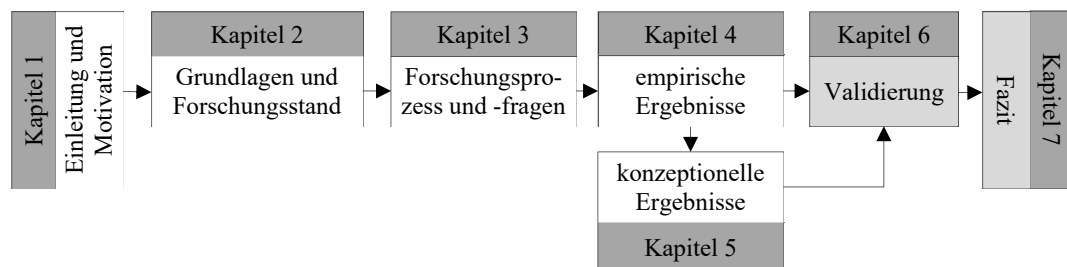 Kapitel 1
Einleitung und
Motivation
Kapitel 2
Grundlagen und
Forschungsstand
Kapitel 3
Forschungspro-
zess und -fragen
Kapitel 4
empirische
Ergebnisse
konzeptionelle
Ergebnisse
Kapitel 5
Kapitel 6
Validierung
Fazit
Kapitel 7